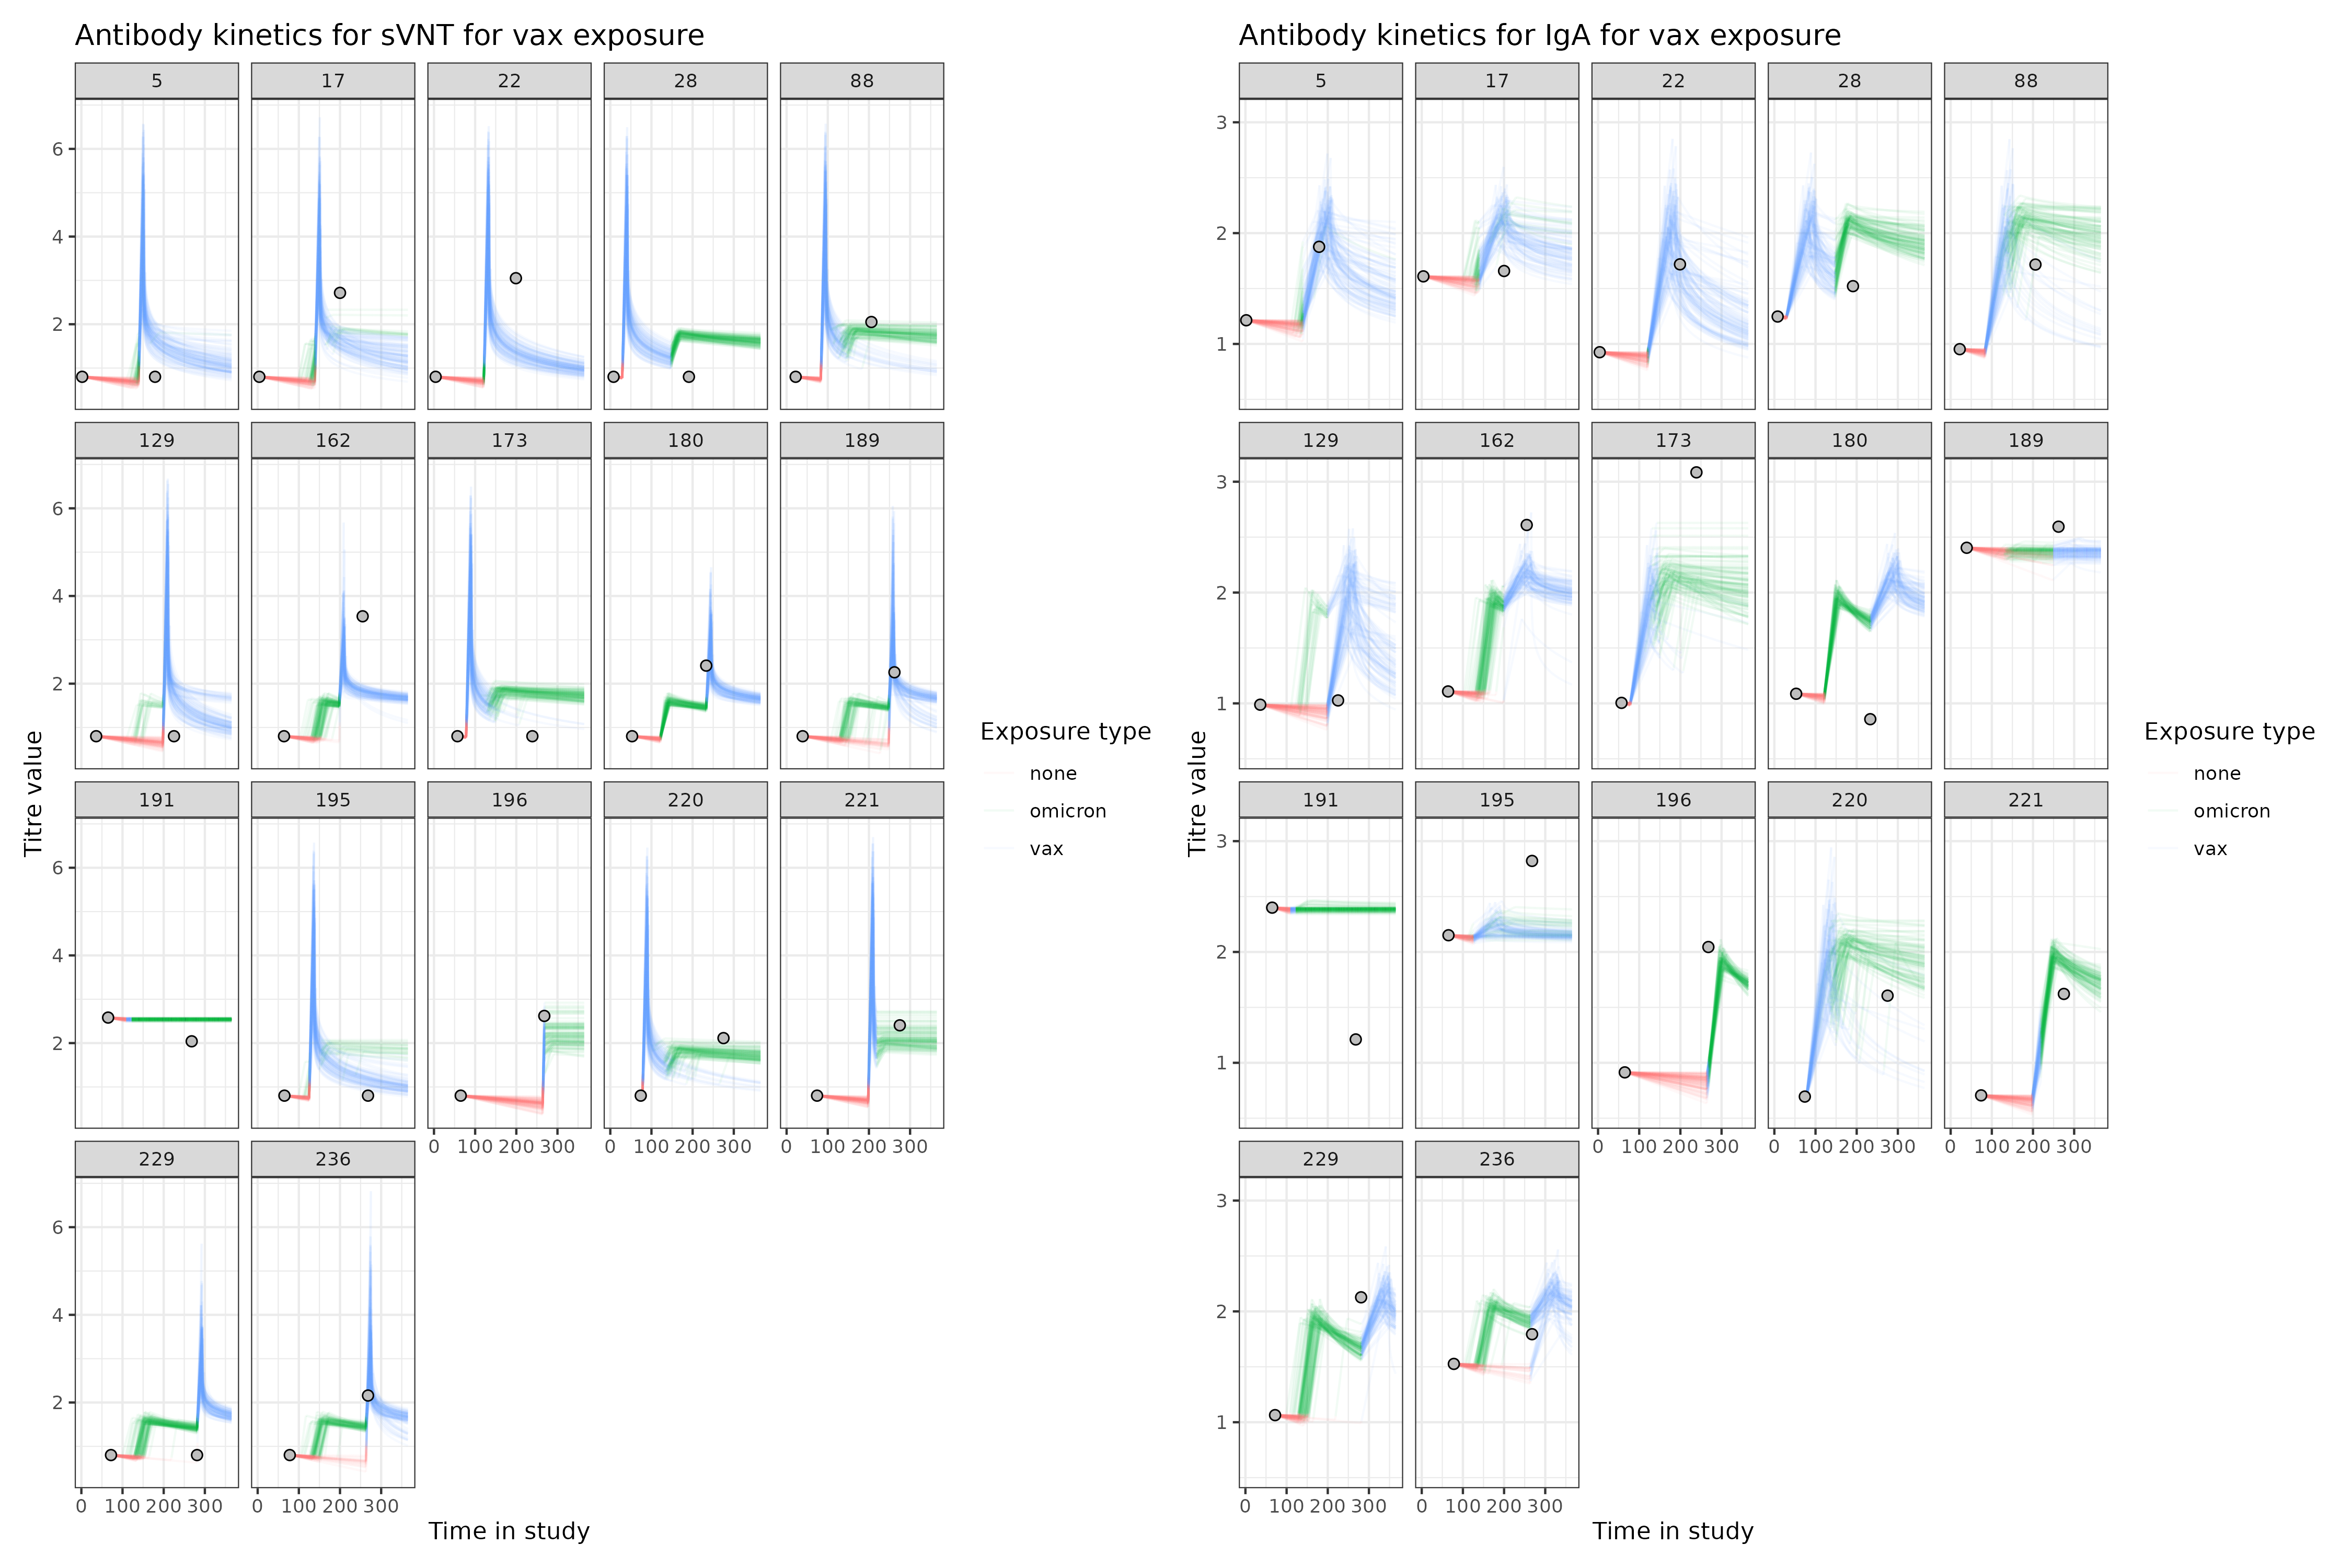 Antibody kinetics for sVNT for vax exposure
5 17 22 28 88
6
4
2
129 162 173 180 189
6
4
2
191 195 196 220 221
6
4
2
0 100 200 300 0 100 200 300 0 100 200 300
229 236
6
4
2
0 100 200 300 0 100 200 300
Time in study
Titre value
Exposure type
none
omicron
vax
Antibody kinetics for IgA for vax exposure
5 17 22 28 88
3
2
1
129 162 173 180 189
3
2
1
191 195 196 220 221
3
2
1
0 100 200 300 0 100 200 300 0 100 200 300
229 236
3
2
1
0 100 200 300 0 100 200 300
Time in study
Titre value
Exposure type
none
omicron
vax